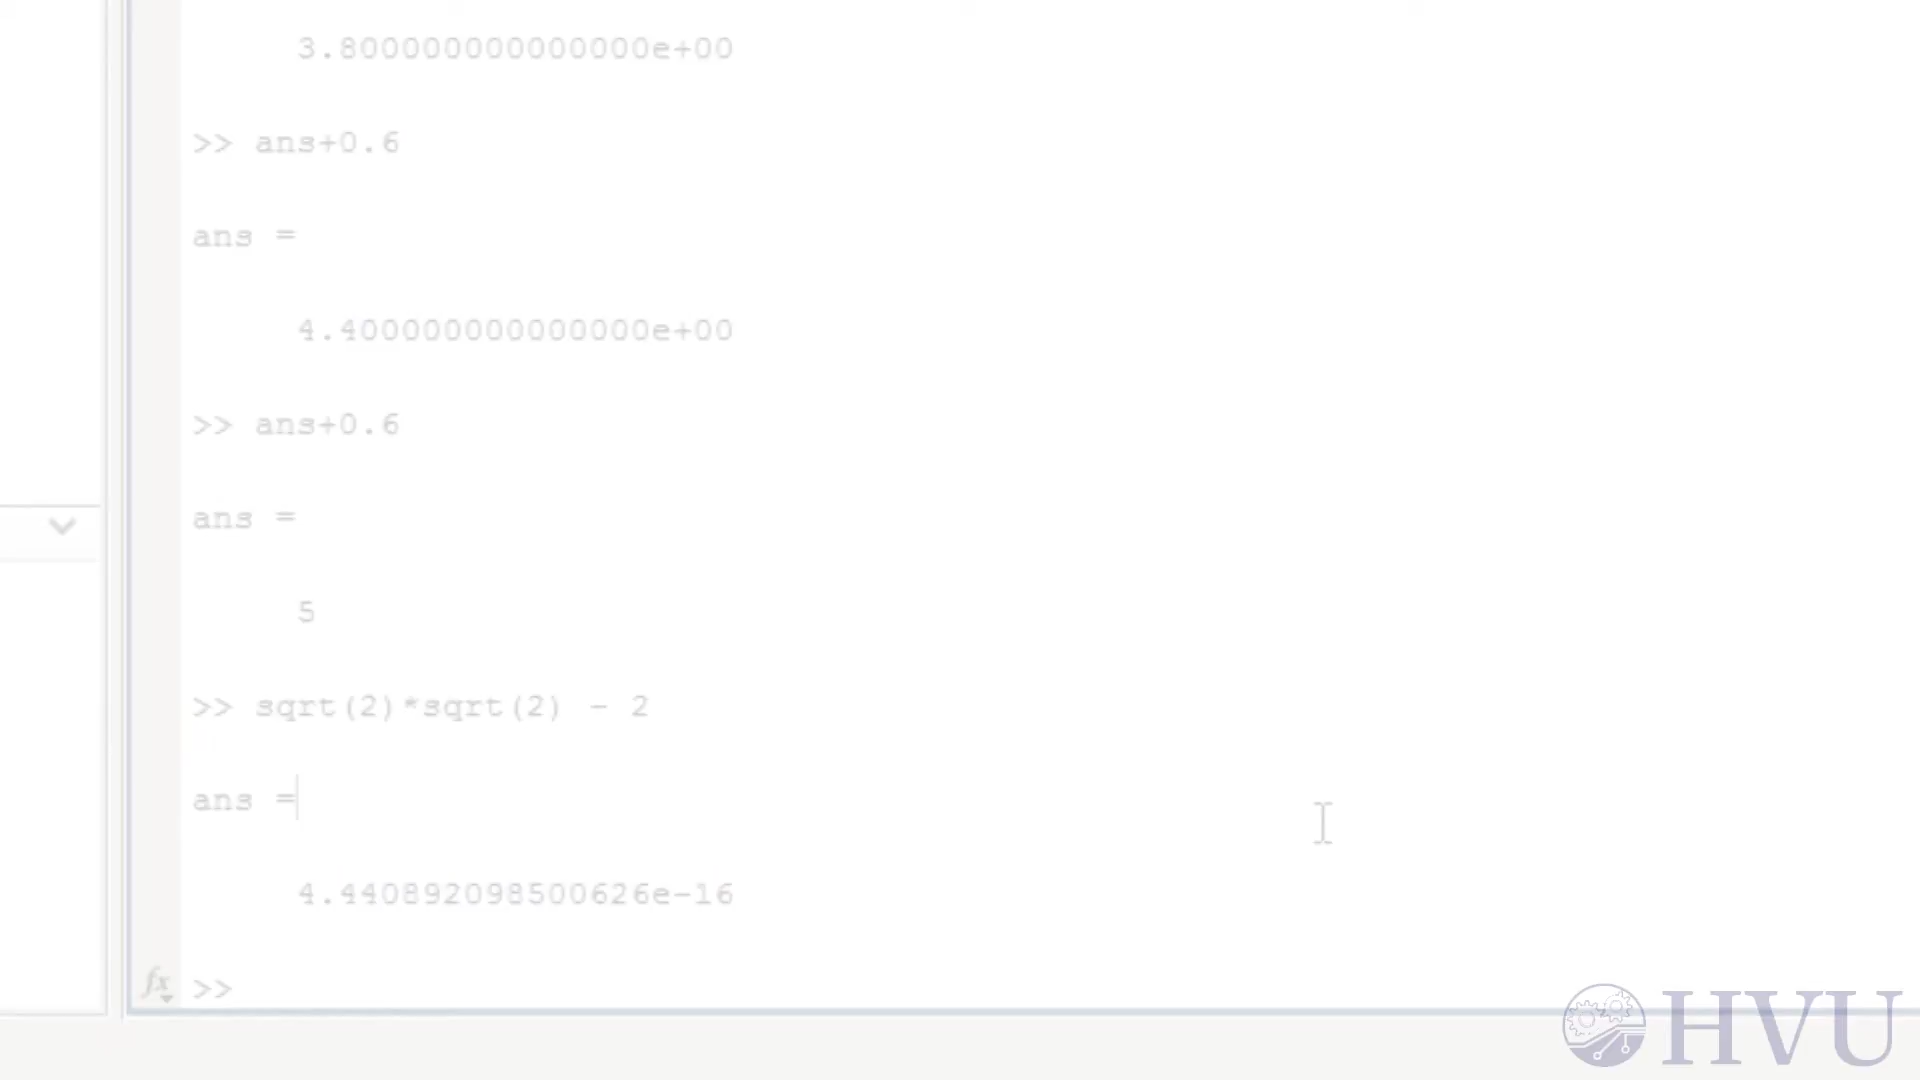 3.800000000000000e+00
>> ans+0.6
ans =
4.400000000000000e+00
>> ans+0.6
ans =
5
>> sqrt(2)*sqrt(2) - 2
ans =
4.440892098500626e-16
fx >>
HVU